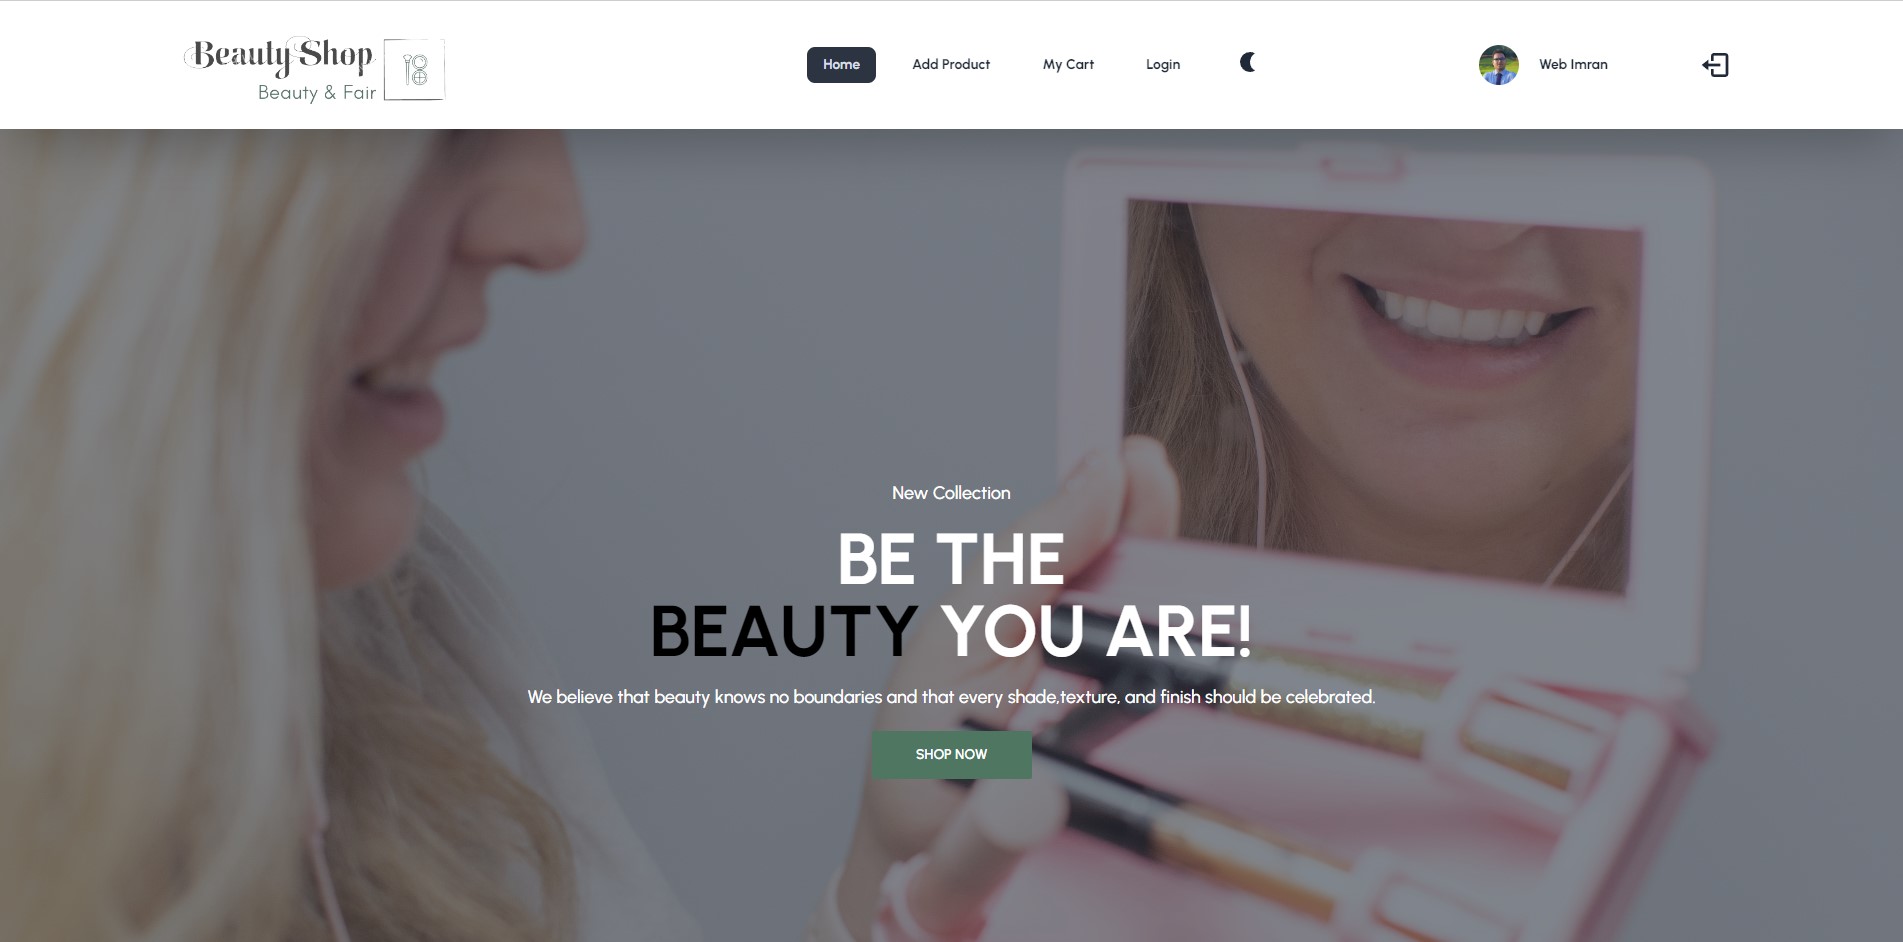 Beauty Shop
Beauty & Fair
Home Add Product My Cart Login Web Imran
New Collection
BE THE
BEAUTY YOU ARE!
We believe that beauty knows no boundaries and that every shade,texture, and finish should be celebrated.
SHOP NOW